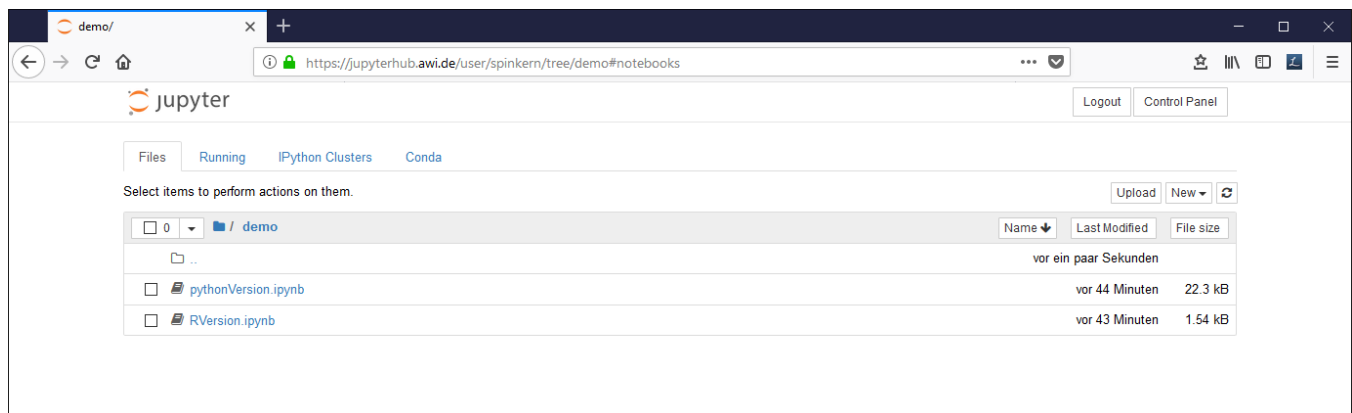 demo/
https://jupyterhub.awi.de/user/spinkern/tree/demo#notebooks
jupyter
Logout Control Panel
Files Running IPython Clusters Conda
Select items to perform actions on them.
Upload New
0 / demo Name Last Modified File size
.. vor ein paar Sekunden
pythonVersion.ipynb vor 44 Minuten 22.3 kB
RVersion.ipynb vor 43 Minuten 1.54 kB